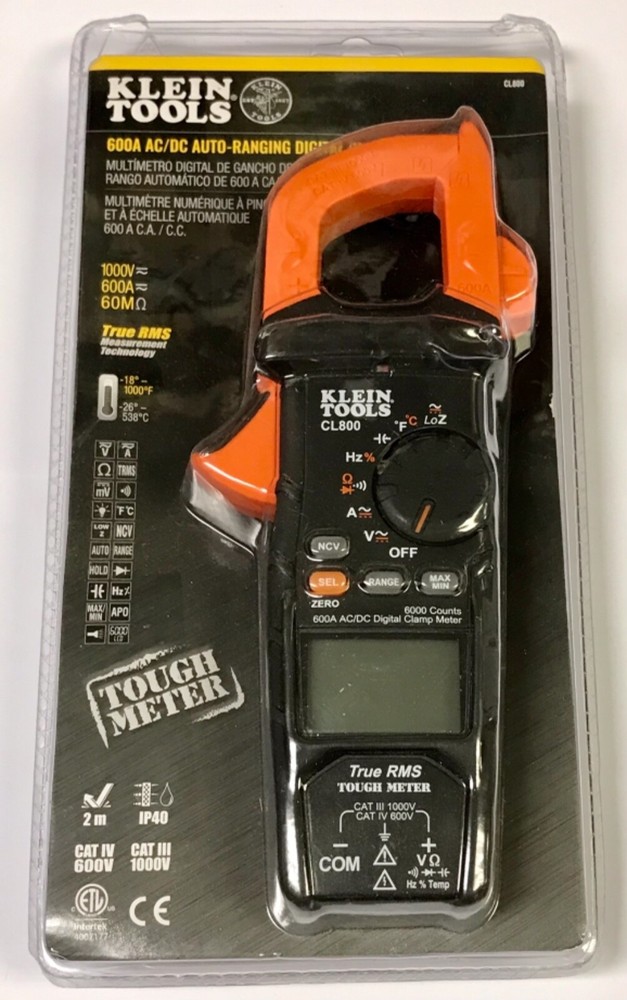 KLEIN
TOOLS
CL800
600A AC/DC AUTO-RANGING
MULTÍMETRO DIGITAL DE GANCHO
RANGO AUTOMÁTICO DE 600 A
MULTIMÈTRE NUMÉRIQUE À
ET À ÉCHELLE AUTOMATIQUE
600 A C.A. / C.C.
1000V
600A
60MΩ
True RMS
Measurement
Technology
-18° –
1000°F
-26° –
538°C
V A
Ω TRMS
mV
°F°C
LOW Z NCV
AUTO RANGE
HOLD
Hz%
MAX/MIN APO
6000 LCD
TOUGH
METER
2 m IP40
CAT IV 600V CAT III 1000V
ETL
Intertek
CE
600A
KLEIN
TOOLS
CL800
°F°C
LoZ
Hz%
Ω
A
V
OFF
NCV
SEL
RANGE
MAX
MIN
ZERO
6000 Counts
600A AC/DC Digital Clamp Meter
True RMS
TOUGH METER
CAT III 1000V
CAT IV 600V
– +
COM VΩ
Hz % Temp